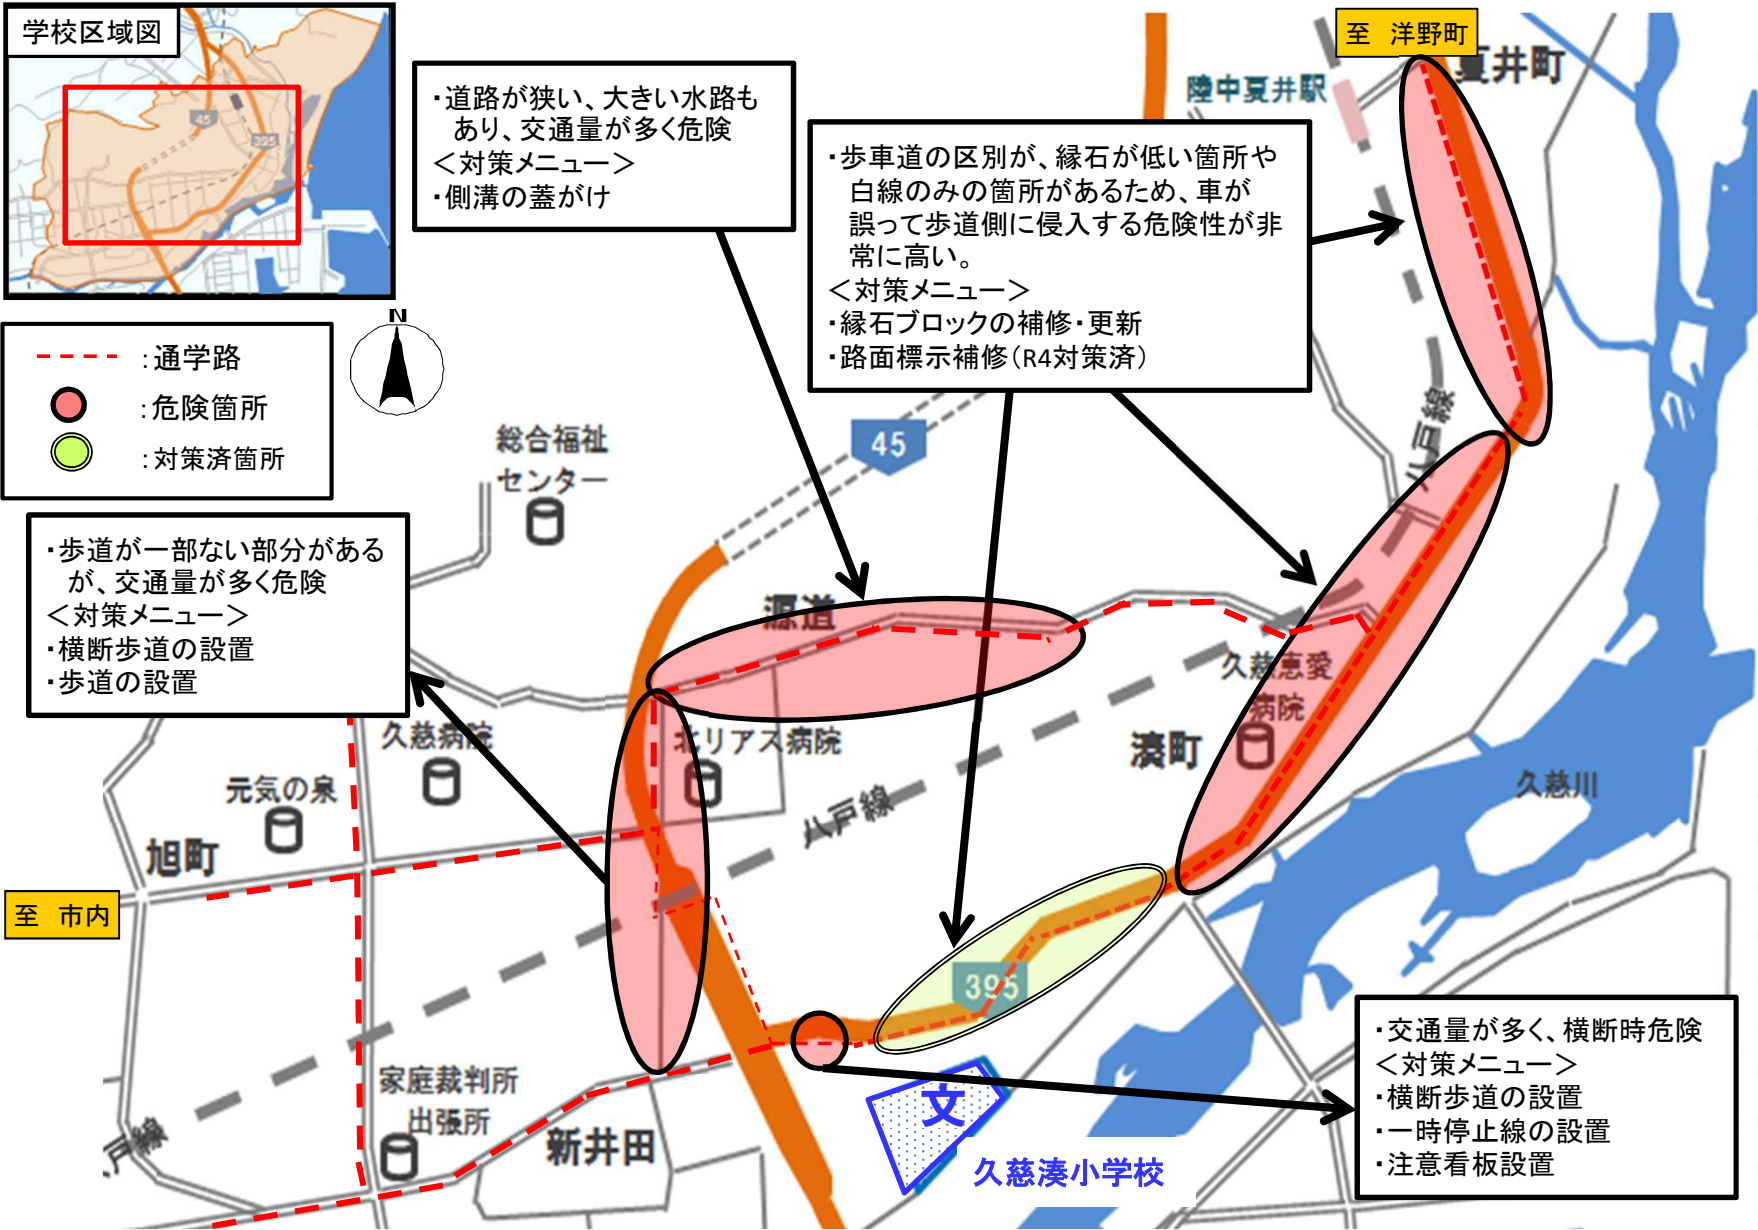 学校区域図
45
395
:通学路
:危険箇所
:対策済箇所
N
・道路が狭い、大きい水路も
あり、交通量が多く危険
＜対策メニュー＞
・側溝の蓋がけ
・歩車道の区別が、縁石が低い箇所や
白線のみの箇所があるため、車が
誤って歩道側に侵入する危険性が非
常に高い。
＜対策メニュー＞
・縁石ブロックの補修・更新
・路面標示補修（R4対策済）
至　洋野町
夏井町
陸中夏井駅
八戸線
45
総合福祉
センター
・歩道が一部ない部分がある
が、交通量が多く危険
＜対策メニュー＞
・横断歩道の設置
・歩道の設置
源道
久慈恵愛
病院
久慈病院
北リアス病院
湊町
元気の泉
八戸線
久慈川
旭町
至　市内
395
家庭裁判所
出張所
新井田
戸線
文
久慈湊小学校
・交通量が多く、横断時危険
＜対策メニュー＞
・横断歩道の設置
・一時停止線の設置
・注意看板設置